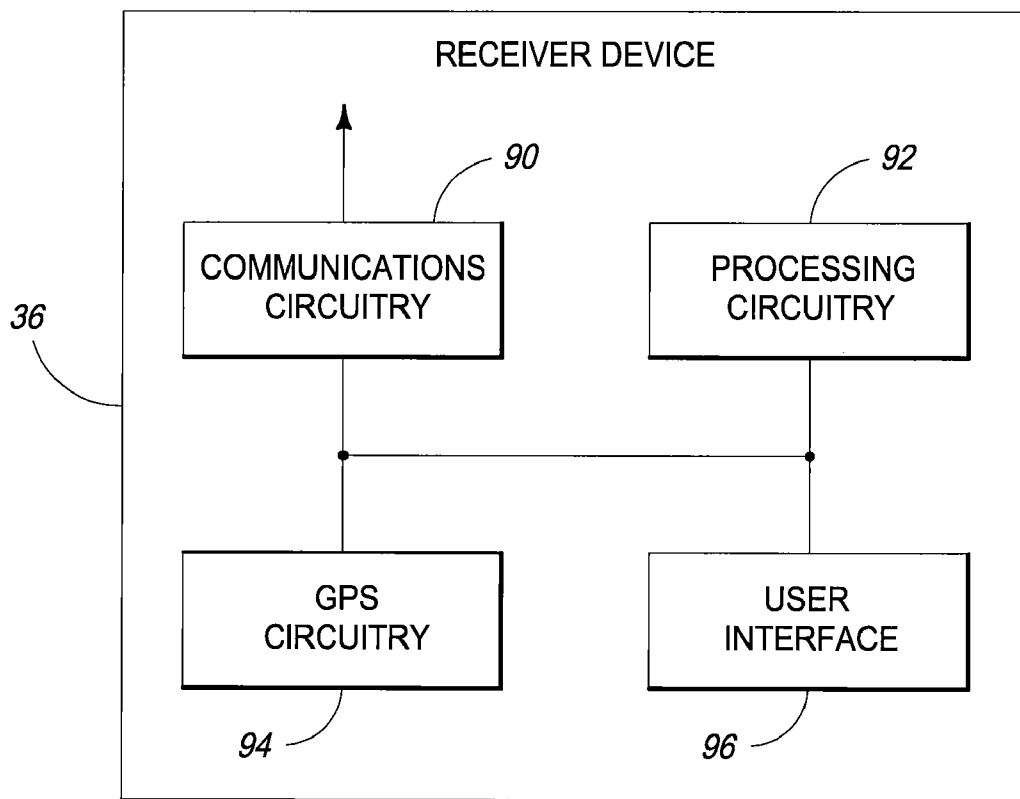 RECEIVER DEVICE
90
92
COMMUNICATIONS
CIRCUITRY
PROCESSING
CIRCUITRY
36
GPS
CIRCUITRY
USER
INTERFACE
94
96